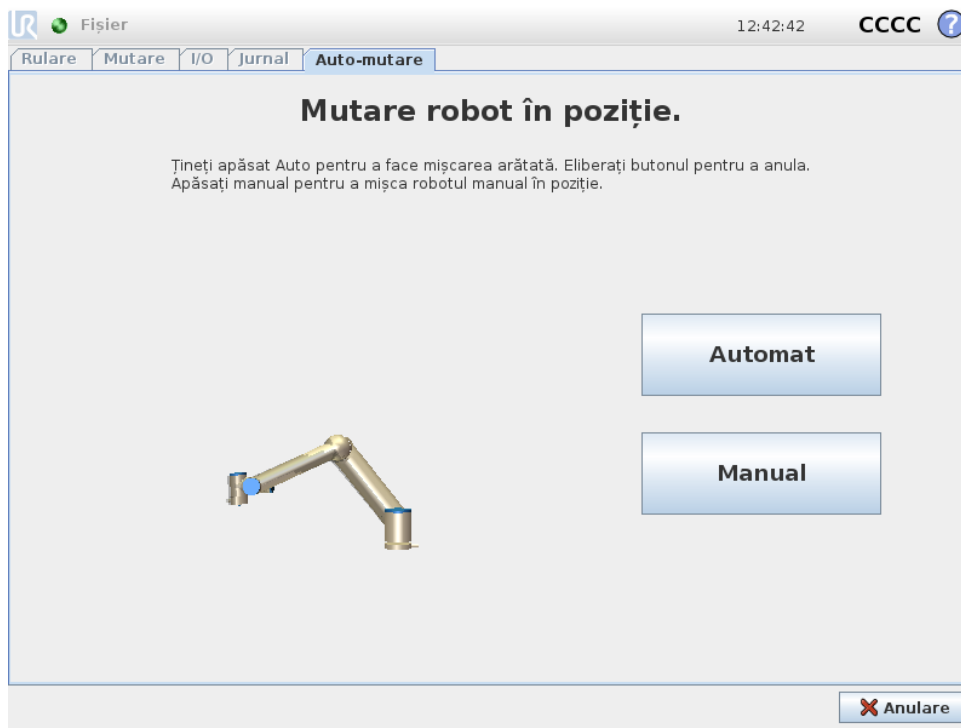 UR Fișier 12:42:42 CCCC ?
Rulare Mutare I/O Jurnal Auto-mutare
Mutare robot în poziție.
Țineți apăsat Auto pentru a face mișcarea arătată. Eliberați butonul pentru a anula.
Apăsați manual pentru a mișca robotul manual în poziție.
Automat
Manual
Anulare